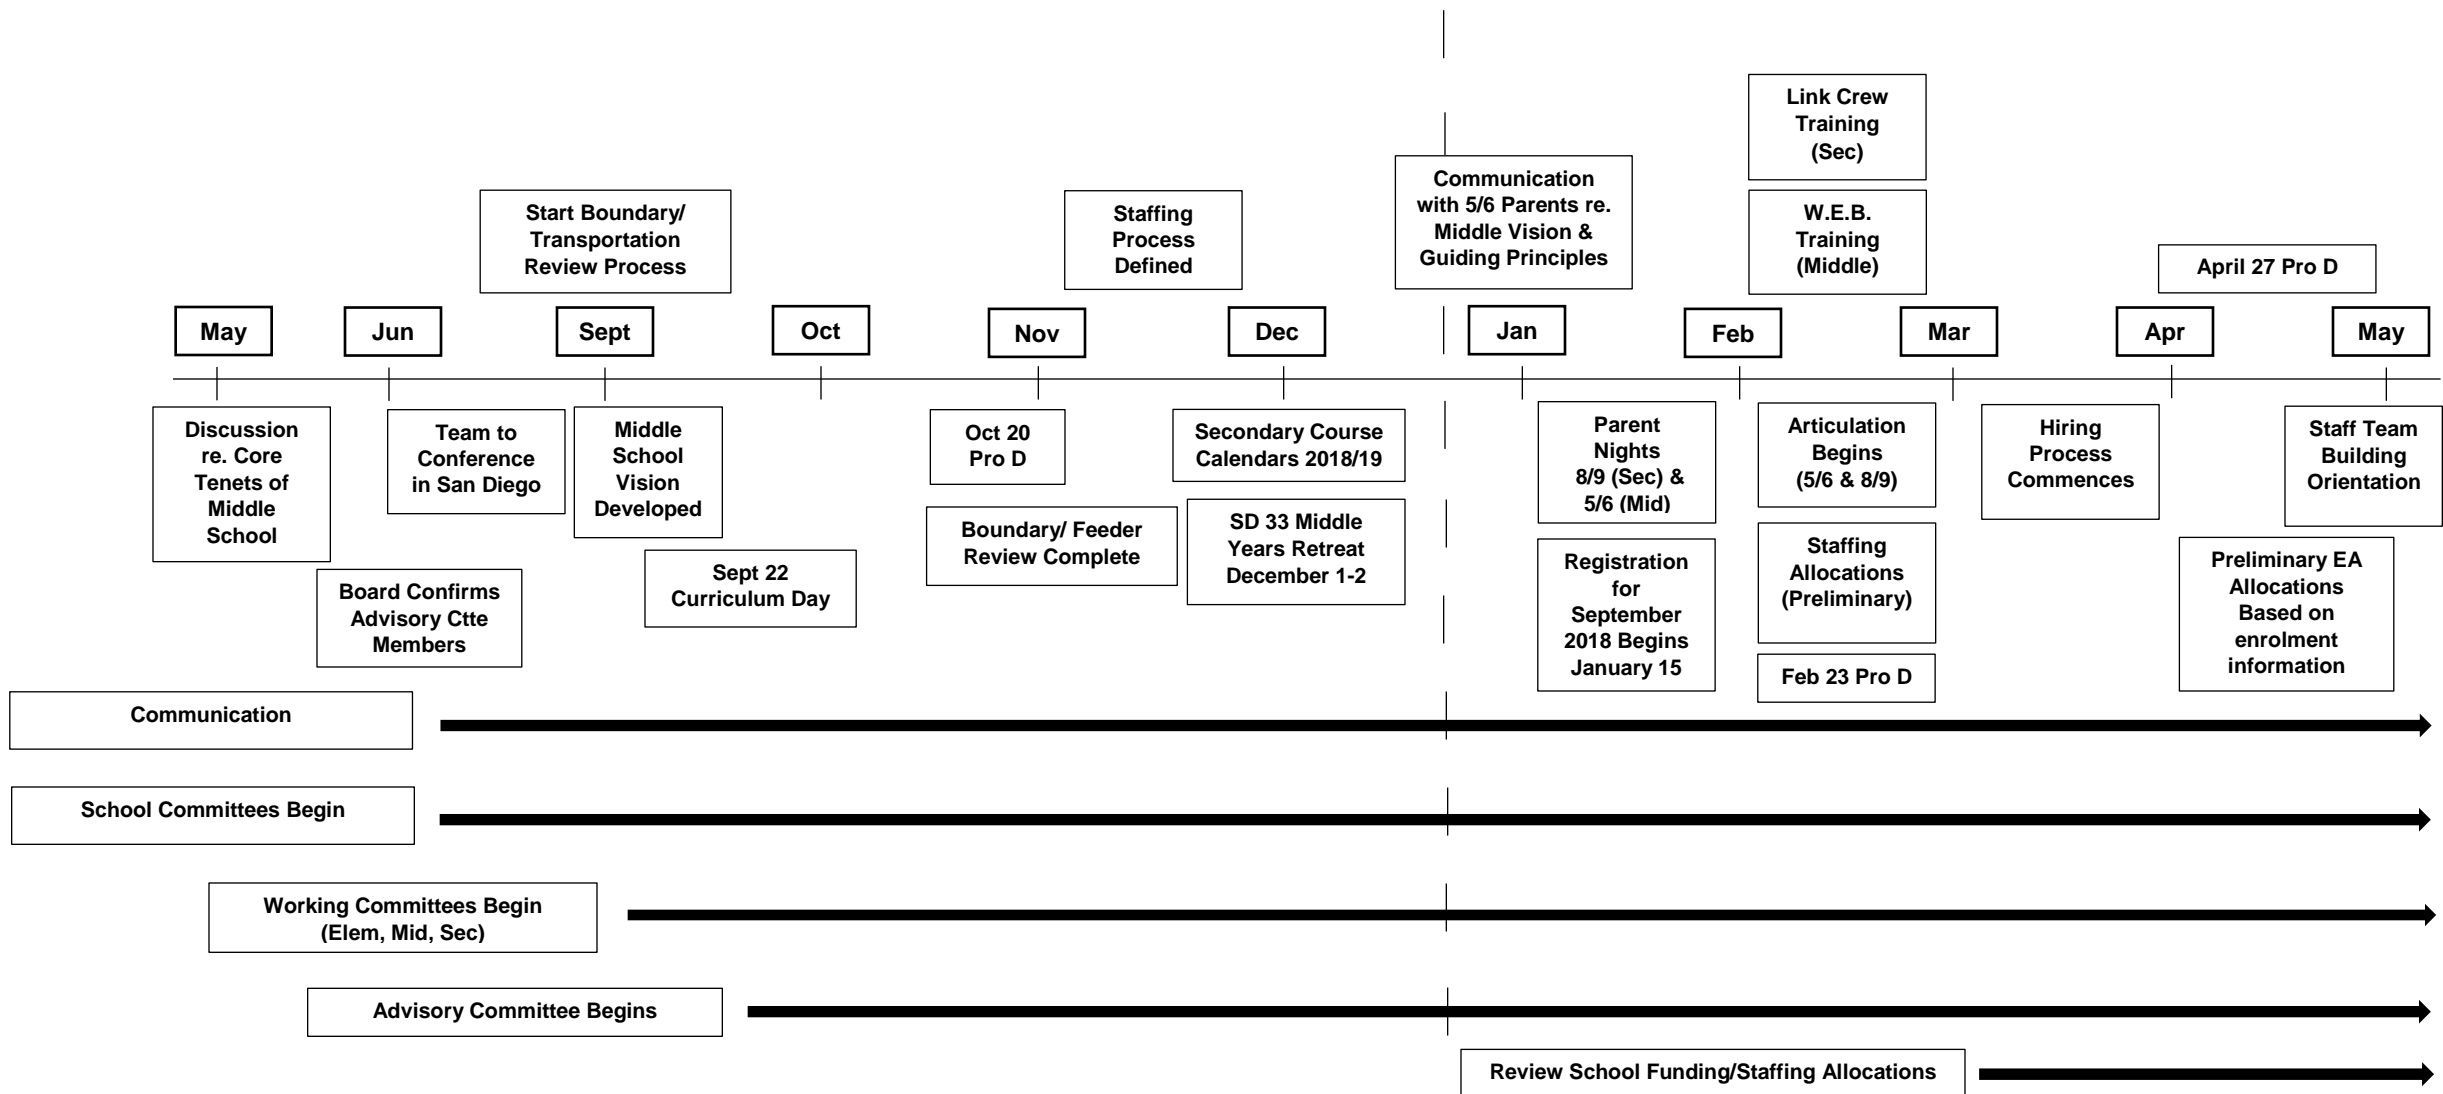 Link Crew
Training
(Sec)
Communication
with 5/6 Parents re.
Middle Vision &
Guiding Principles
Start Boundary/
Transportation
Review Process
Staffing
Process
Defined
W.E.B.
Training
(Middle)
April 27 Pro D
May
Jun
Sept
Oct
Nov
Dec
Jan
Feb
Mar
Apr
May
Discussion
re. Core
Tenets of
Middle
School
Team to
Conference
in San Diego
Middle
School
Vision
Developed
Oct 20
Pro D
Secondary Course
Calendars 2018/19
Parent
Nights
8/9 (Sec) &
5/6 (Mid)
Articulation
Begins
(5/6 & 8/9)
Hiring
Process
Commences
Staff Team
Building
Orientation
Board Confirms
Advisory Ctte
Members
Sept 22
Curriculum Day
Boundary/ Feeder
Review Complete
SD 33 Middle
Years Retreat
December 1-2
Registration
for
September
2018 Begins
January 15
Staffing
Allocations
(Preliminary)
Feb 23 Pro D
Preliminary EA
Allocations
Based on
enrolment
information
Communication
School Committees Begin
Working Committees Begin
(Elem, Mid, Sec)
Advisory Committee Begins
Review School Funding/Staffing Allocations